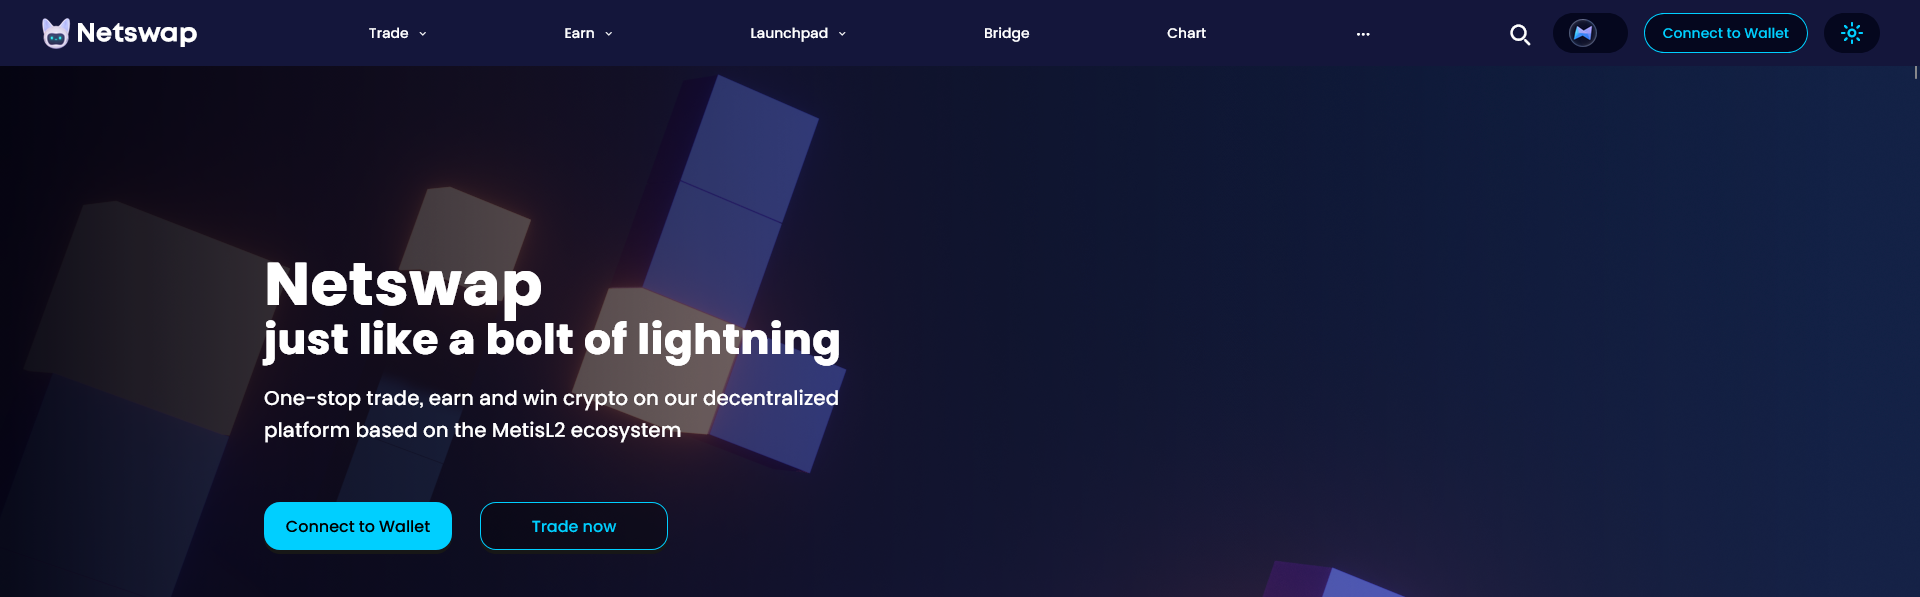 Netswap
Trade
Earn
Launchpad
Bridge
Chart
...
Connect to Wallet
Netswap
just like a bolt of lightning
One-stop trade, earn and win crypto on our decentralized
platform based on the MetisL2 ecosystem
Connect to Wallet
Trade now